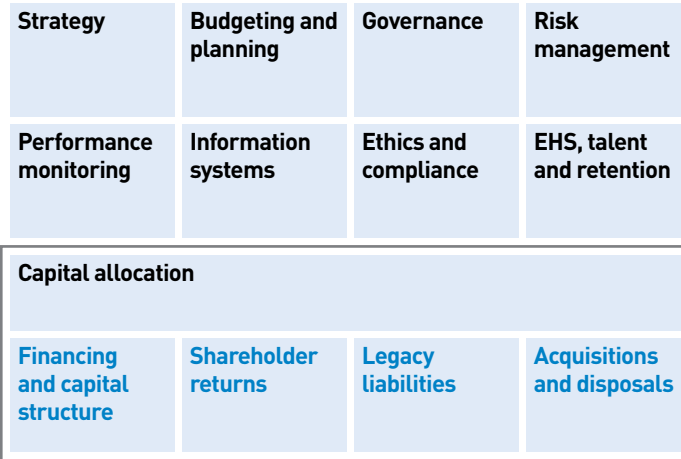 Strategy
Budgeting and
planning
Governance
Risk
management
Performance
monitoring
Information
systems
Ethics and
compliance
EHS, talent
and retention
Capital allocation
Financing
and capital
structure
Shareholder
returns
Legacy
liabilities
Acquisitions
and disposals